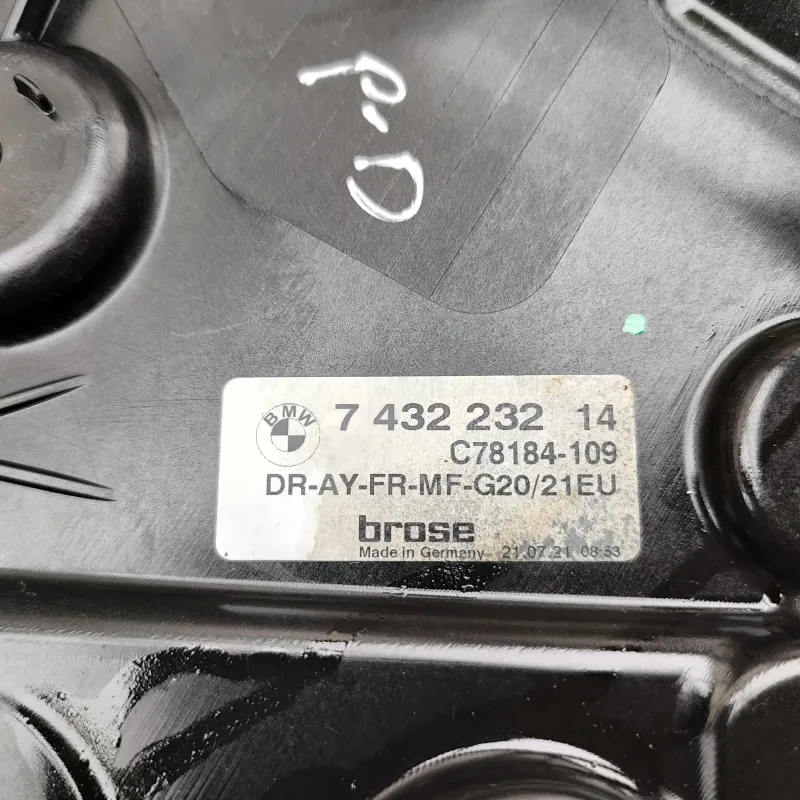 P.D
BMW
7 432 232 14
C78184-109
DR-AY-FR-MF-G20/21EU
brose
Made in Germany 21.07.21 08:53